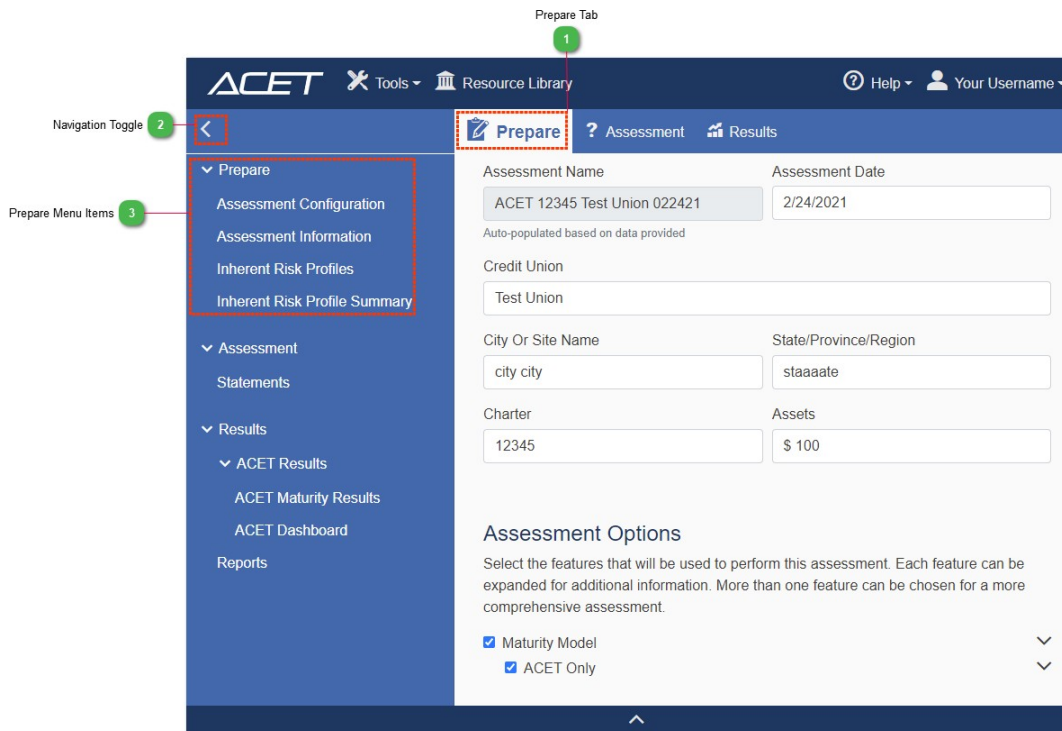 Prepare Tab
1
ACET Tools Resource Library Help Your Username
Navigation Toggle 2
Prepare ? Assessment Results
Prepare Menu Items 3
Prepare
Assessment Configuration
Assessment Information
Inherent Risk Profiles
Inherent Risk Profile Summary
Assessment
Statements
Results
ACET Results
ACET Maturity Results
ACET Dashboard
Reports
Assessment Name Assessment Date
ACET 12345 Test Union 022421 2/24/2021
Auto-populated based on data provided
Credit Union
Test Union
City Or Site Name State/Province/Region
city city staaaate
Charter Assets
12345 $ 100
Assessment Options
Select the features that will be used to perform this assessment. Each feature can be
expanded for additional information. More than one feature can be chosen for a more
comprehensive assessment.
Maturity Model
ACET Only